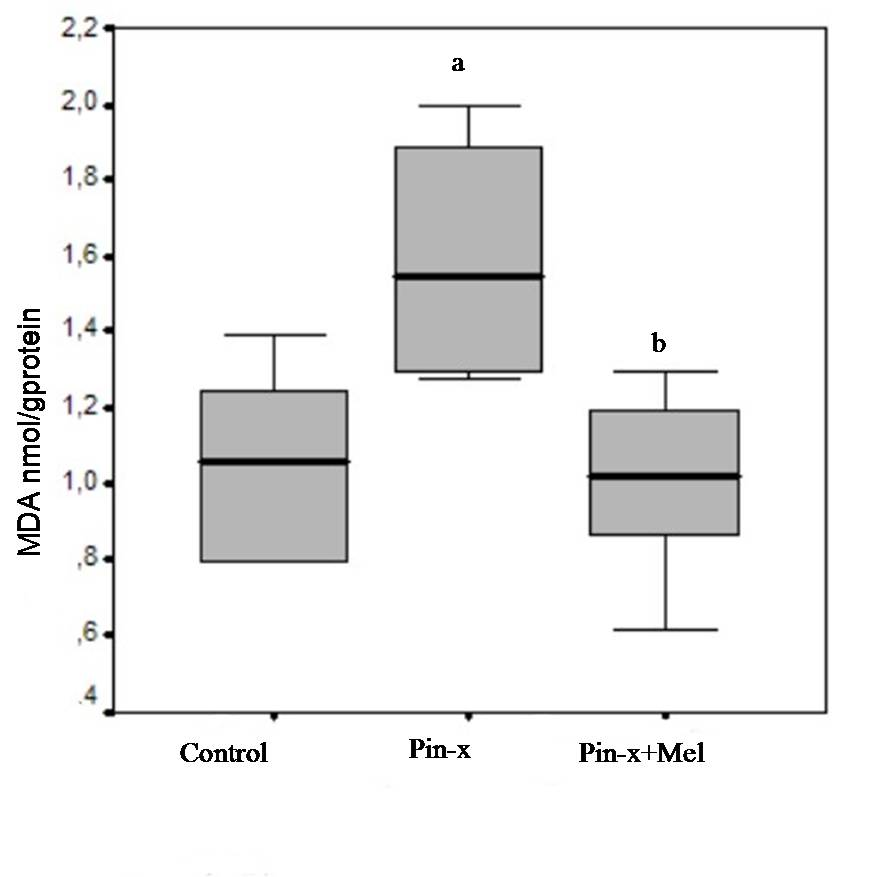 2,2
2,0
1,8
1,6
1,4
1,2
1,0
,8
,6
.4
MDA nmol/gprotein
a
b
Control
Pin-x
Pin-x+Mel